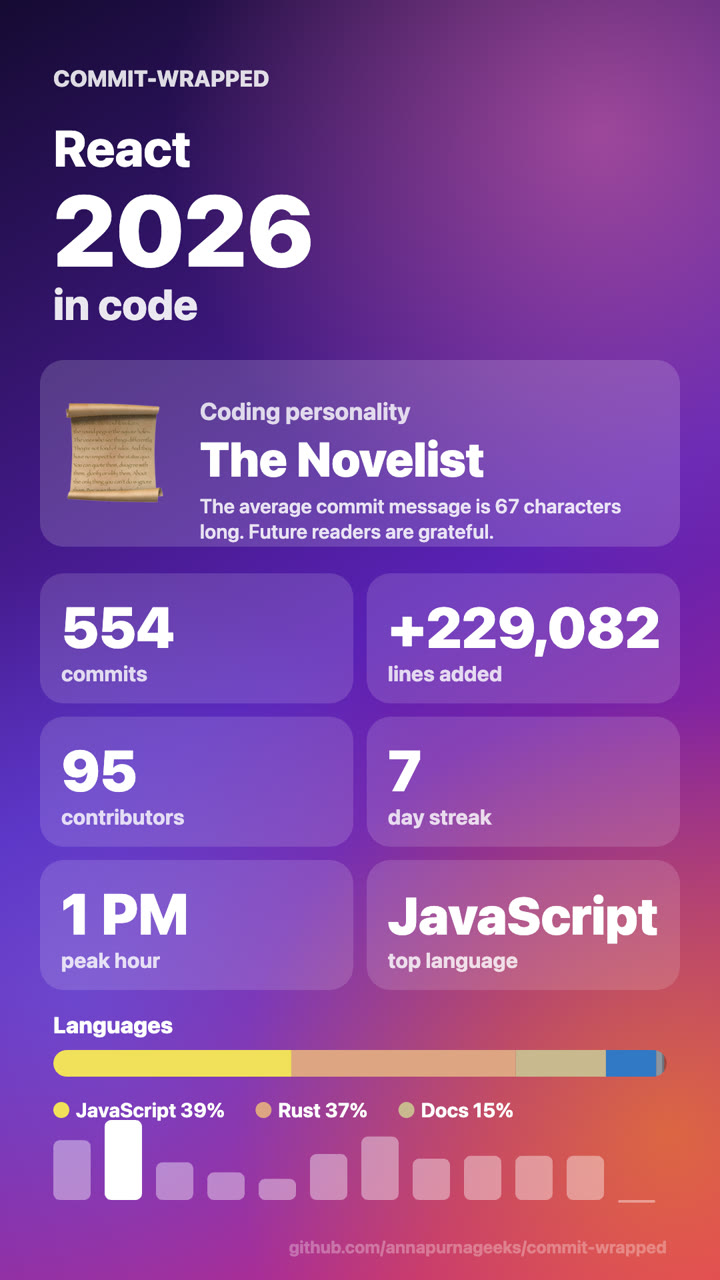 COMMIT-WRAPPED
React
2026
in code
Coding personality
The Novelist
The average commit message is 67 characters
long. Future readers are grateful.
554
commits
+229,082
lines added
95
contributors
7
day streak
1 PM
peak hour
JavaScript
top language
Languages
JavaScript 39%
Rust 37%
Docs 15%
github.com/annapurnageeks/commit-wrapped